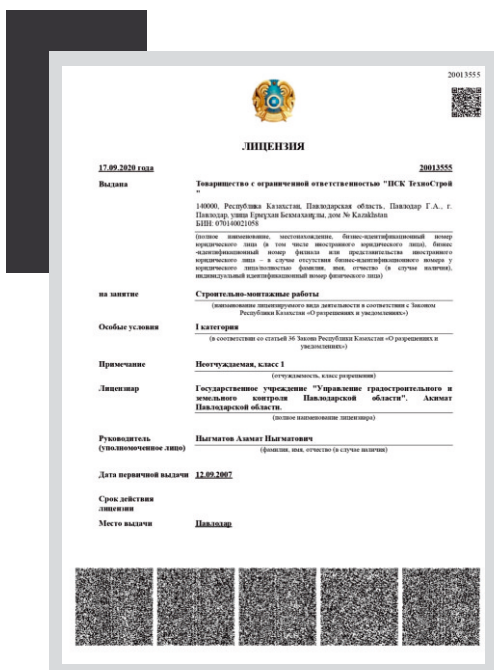 20013555
ЛИЦЕНЗИЯ
17.09.2020 года 20013555
Выдана Товарищество с ограниченной ответственностью "ПСК ТехноСтрой
"
140000, Республика Казахстан, Павлодарская область, Павлодар Г.А., г.
Павлодар, улица Ермухан Бекмаханулы, дом № Kazakhstan
БИН: 070140021058
(полное наименование, местонахождение, бизнес-идентификационный номер
юридического лица (в том числе иностранного юридического лица), бизнес
-идентификационный номер филиала или представительства иностранного
юридического лица – в случае отсутствия бизнес-идентификационного номера у
юридического лица/полностью фамилия, имя, отчество (в случае наличия),
индивидуальный идентификационный номер физического лица)
на занятие Строительно-монтажные работы
(наименование лицензируемого вида деятельности в соответствии с Законом
Республики Казахстан «О разрешениях и уведомлениях»)
Особые условия I категория
(в соответствии со статьей 36 Закона Республики Казахстан «О разрешениях и
уведомлениях»)
Примечание Неотчуждаемая, класс 1
(отчуждаемость, класс разрешения)
Лицензиар Государственное учреждение "Управление градостроительного и
земельного контроля Павлодарской области". Акимат
Павлодарской области.
(полное наименование лицензиара)
Руководитель Ныгматов Азамат Ныгматович
(уполномоченное лицо) (фамилия, имя, отчество (в случае наличия)
Дата первичной выдачи 12.09.2007
Срок действия
лицензии
Место выдачи Павлодар